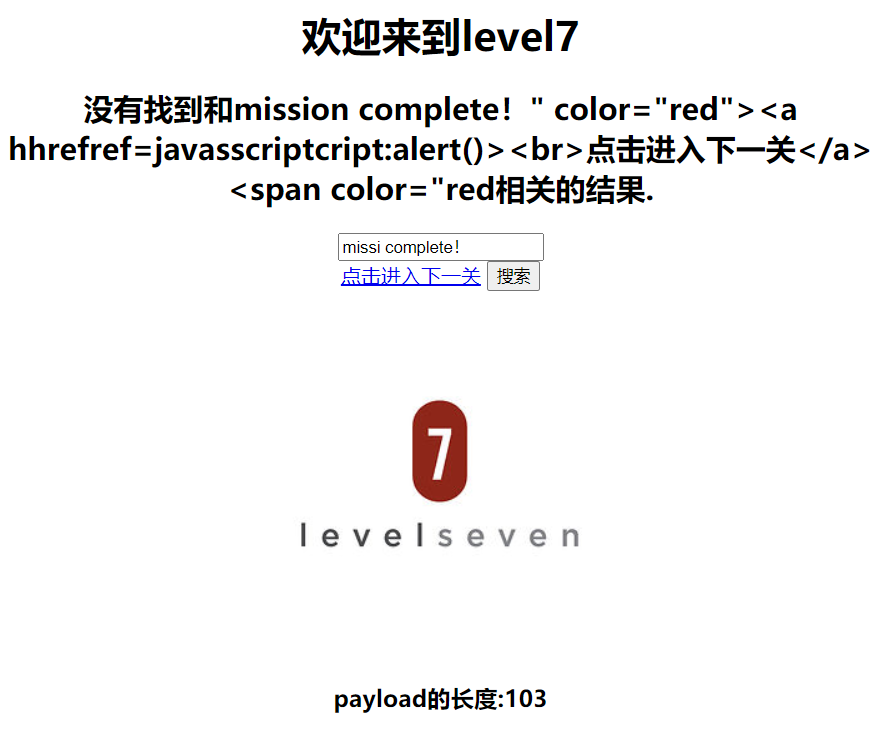 欢迎来到level7
没有找到和mission complete！" color="red"><a
hhrefref=javasscriptcript:alert()><br>点击进入下一关</a>
<span color="red相关的结果.
missi complete！
点击进入下一关 搜索
7
levelseven
payload的长度:103